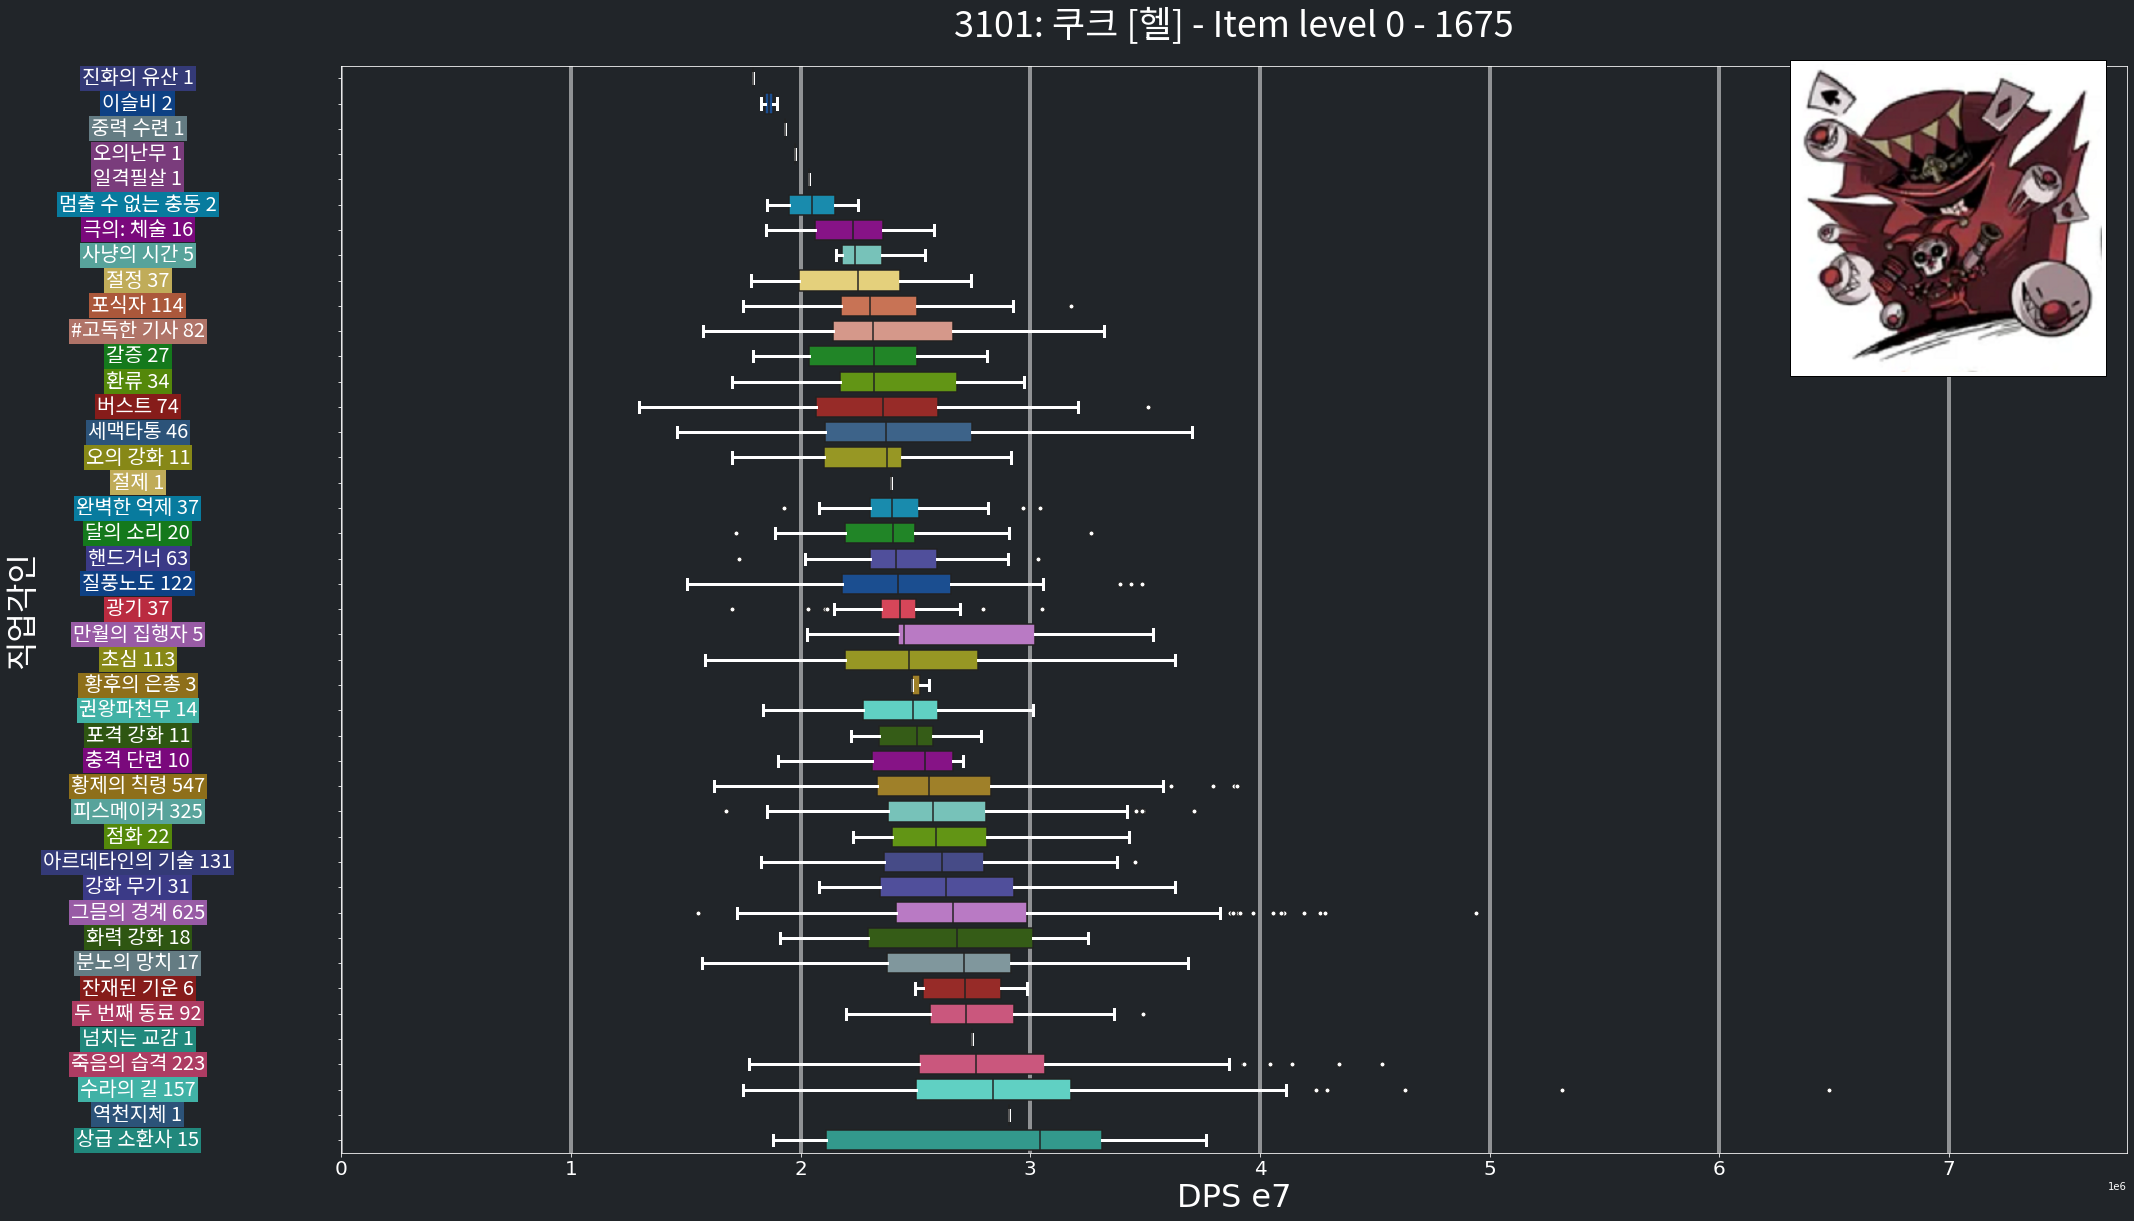 3101: 쿠크 [헬] - Item level 0 - 1675
직업각인
진화의 유산 1
이슬비 2
중력 수련 1
오의난무 1
일격필살 1
멈출 수 없는 충동 2
극의: 체술 16
사냥의 시간 5
절정 37
포식자 114
#고독한 기사 82
갈증 27
환류 34
버스트 74
세맥타통 46
오의 강화 11
절제 1
완벽한 억제 37
달의 소리 20
핸드거너 63
질풍노도 122
광기 37
만월의 집행자 5
초심 113
황후의 은총 3
권왕파천무 14
포격 강화 11
충격 단련 10
황제의 칙령 547
피스메이커 325
점화 22
아르데타인의 기술 131
강화 무기 31
그믐의 경계 625
화력 강화 18
분노의 망치 17
잔재된 기운 6
두 번째 동료 92
넘치는 교감 1
죽음의 습격 223
수라의 길 157
역천지체 1
상급 소환사 15
0 1 2 3 4 5 6 7
DPS e7
1e6